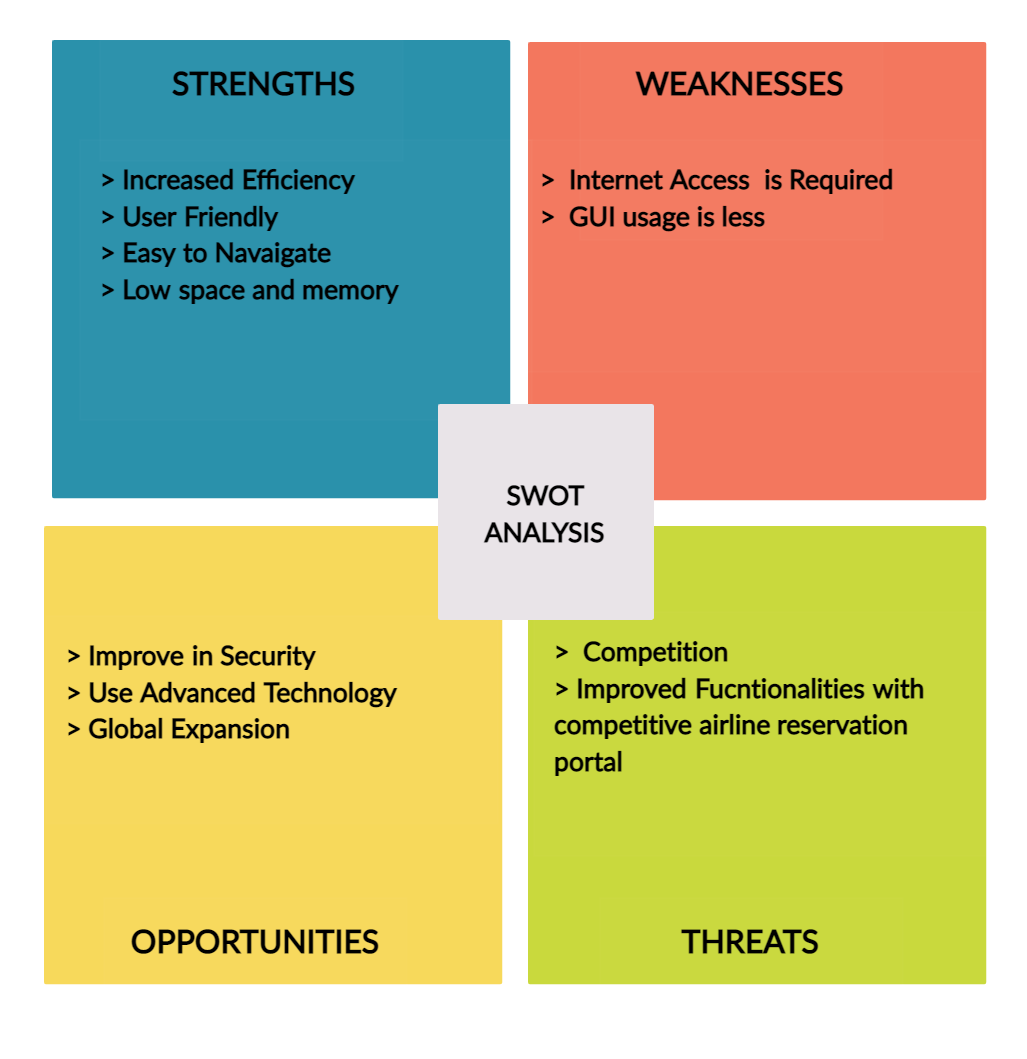 STRENGTHS
> Increased Efficiency
> User Friendly
> Easy to Navaigate
> Low space and memory
WEAKNESSES
> Internet Access is Required
> GUI usage is less
SWOT
ANALYSIS
> Improve in Security
> Use Advanced Technology
> Global Expansion
OPPORTUNITIES
> Competition
> Improved Fucntionalities with
competitive airline reservation
portal
THREATS